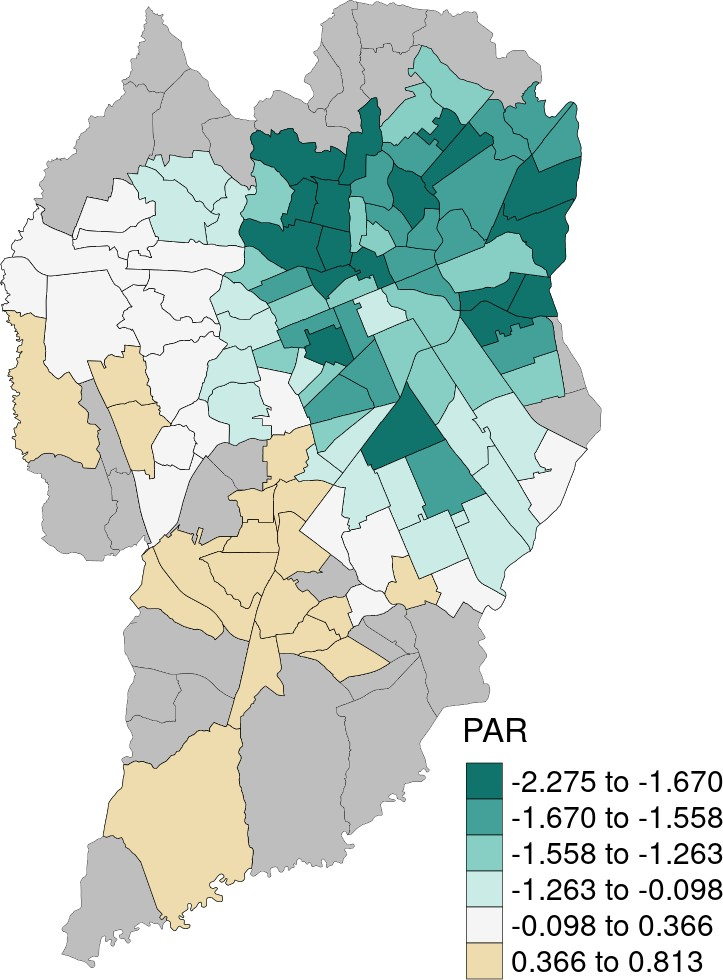 PAR
-2.275 to -1.670
-1.670 to -1.558
-1.558 to -1.263
-1.263 to -0.098
-0.098 to 0.366
0.366 to 0.813